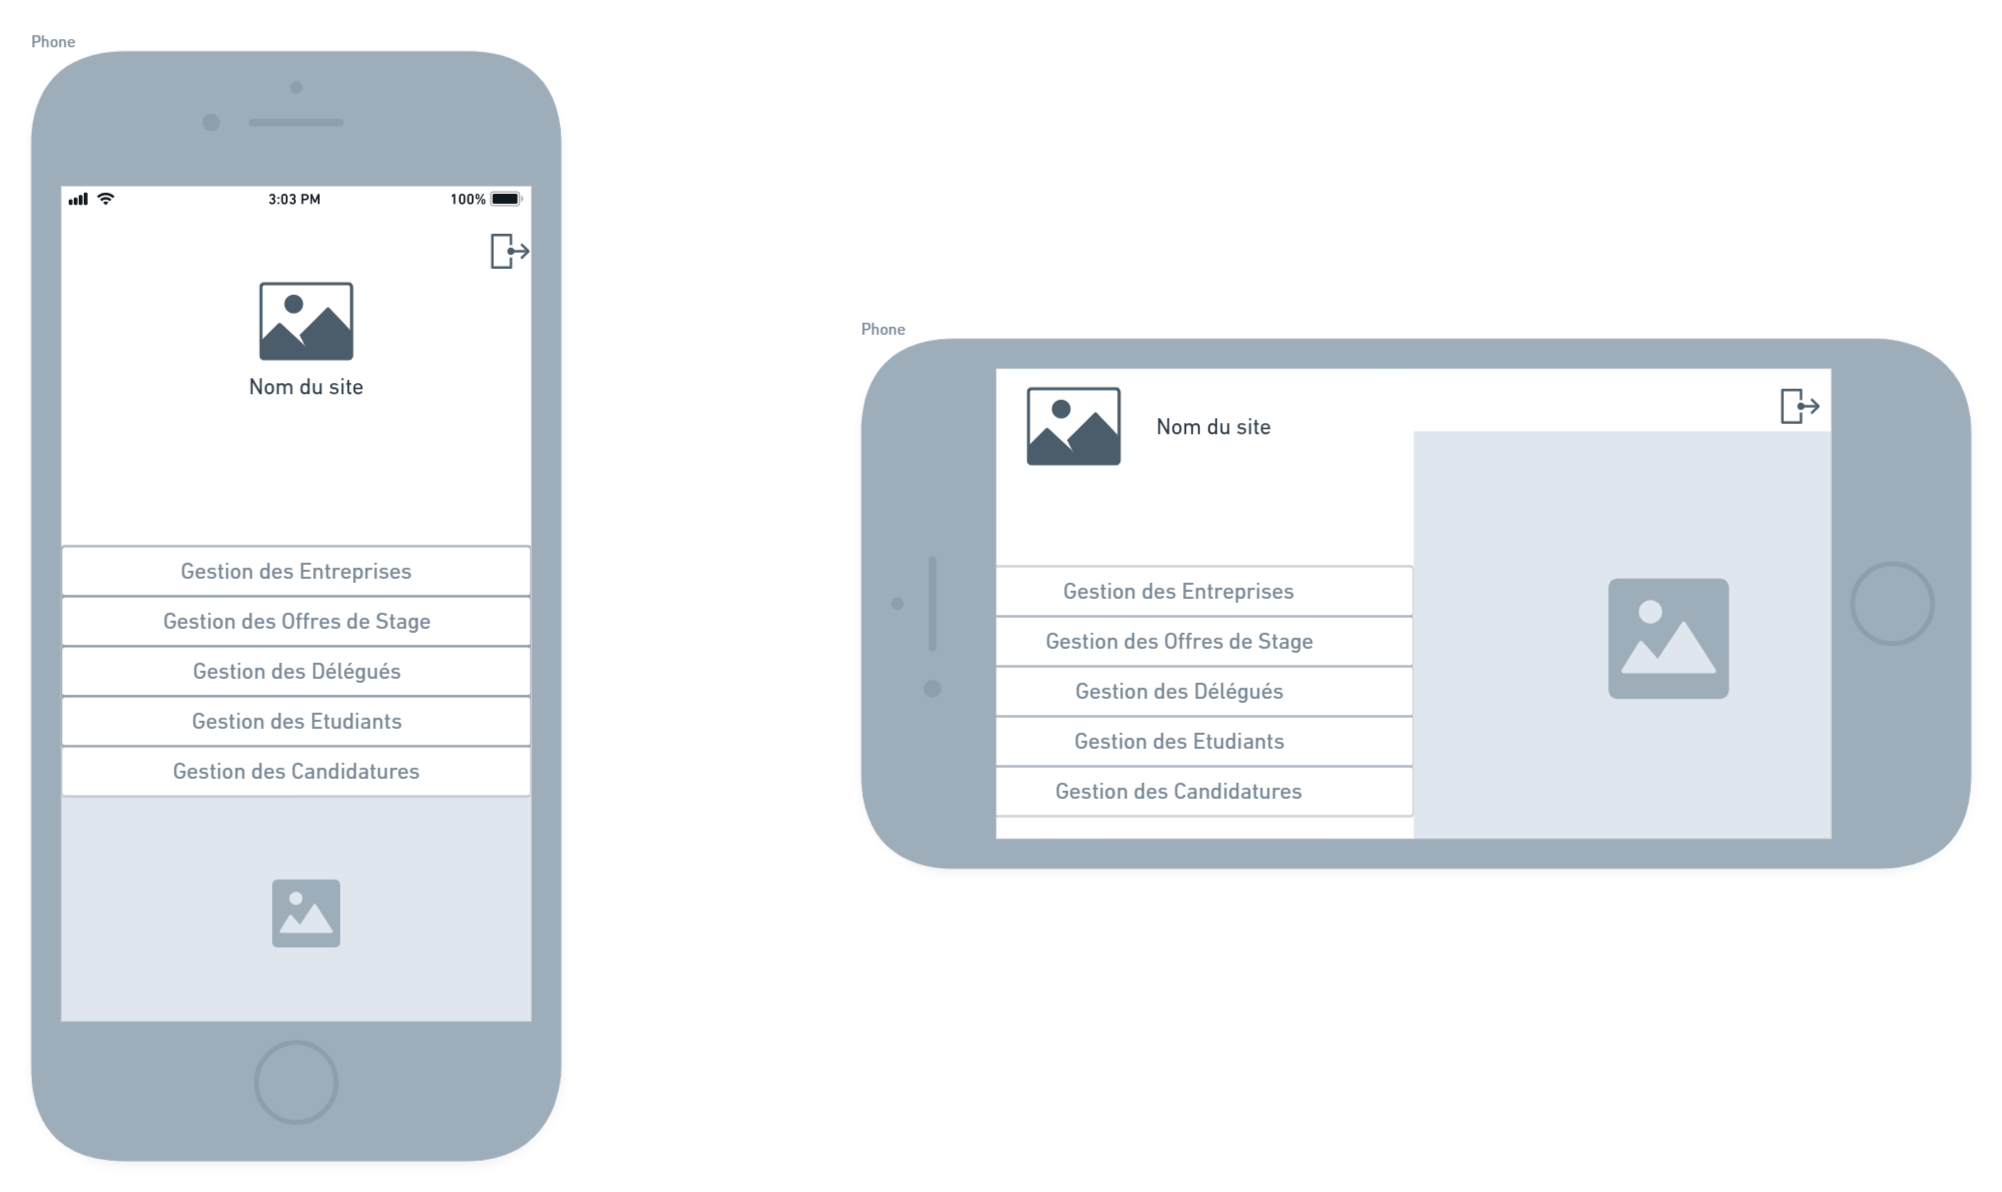 Phone
3:03 PM
100%
Nom du site
Gestion des Entreprises
Gestion des Offres de Stage
Gestion des Délégués
Gestion des Etudiants
Gestion des Candidatures
Phone
Nom du site
Gestion des Entreprises
Gestion des Offres de Stage
Gestion des Délégués
Gestion des Etudiants
Gestion des Candidatures